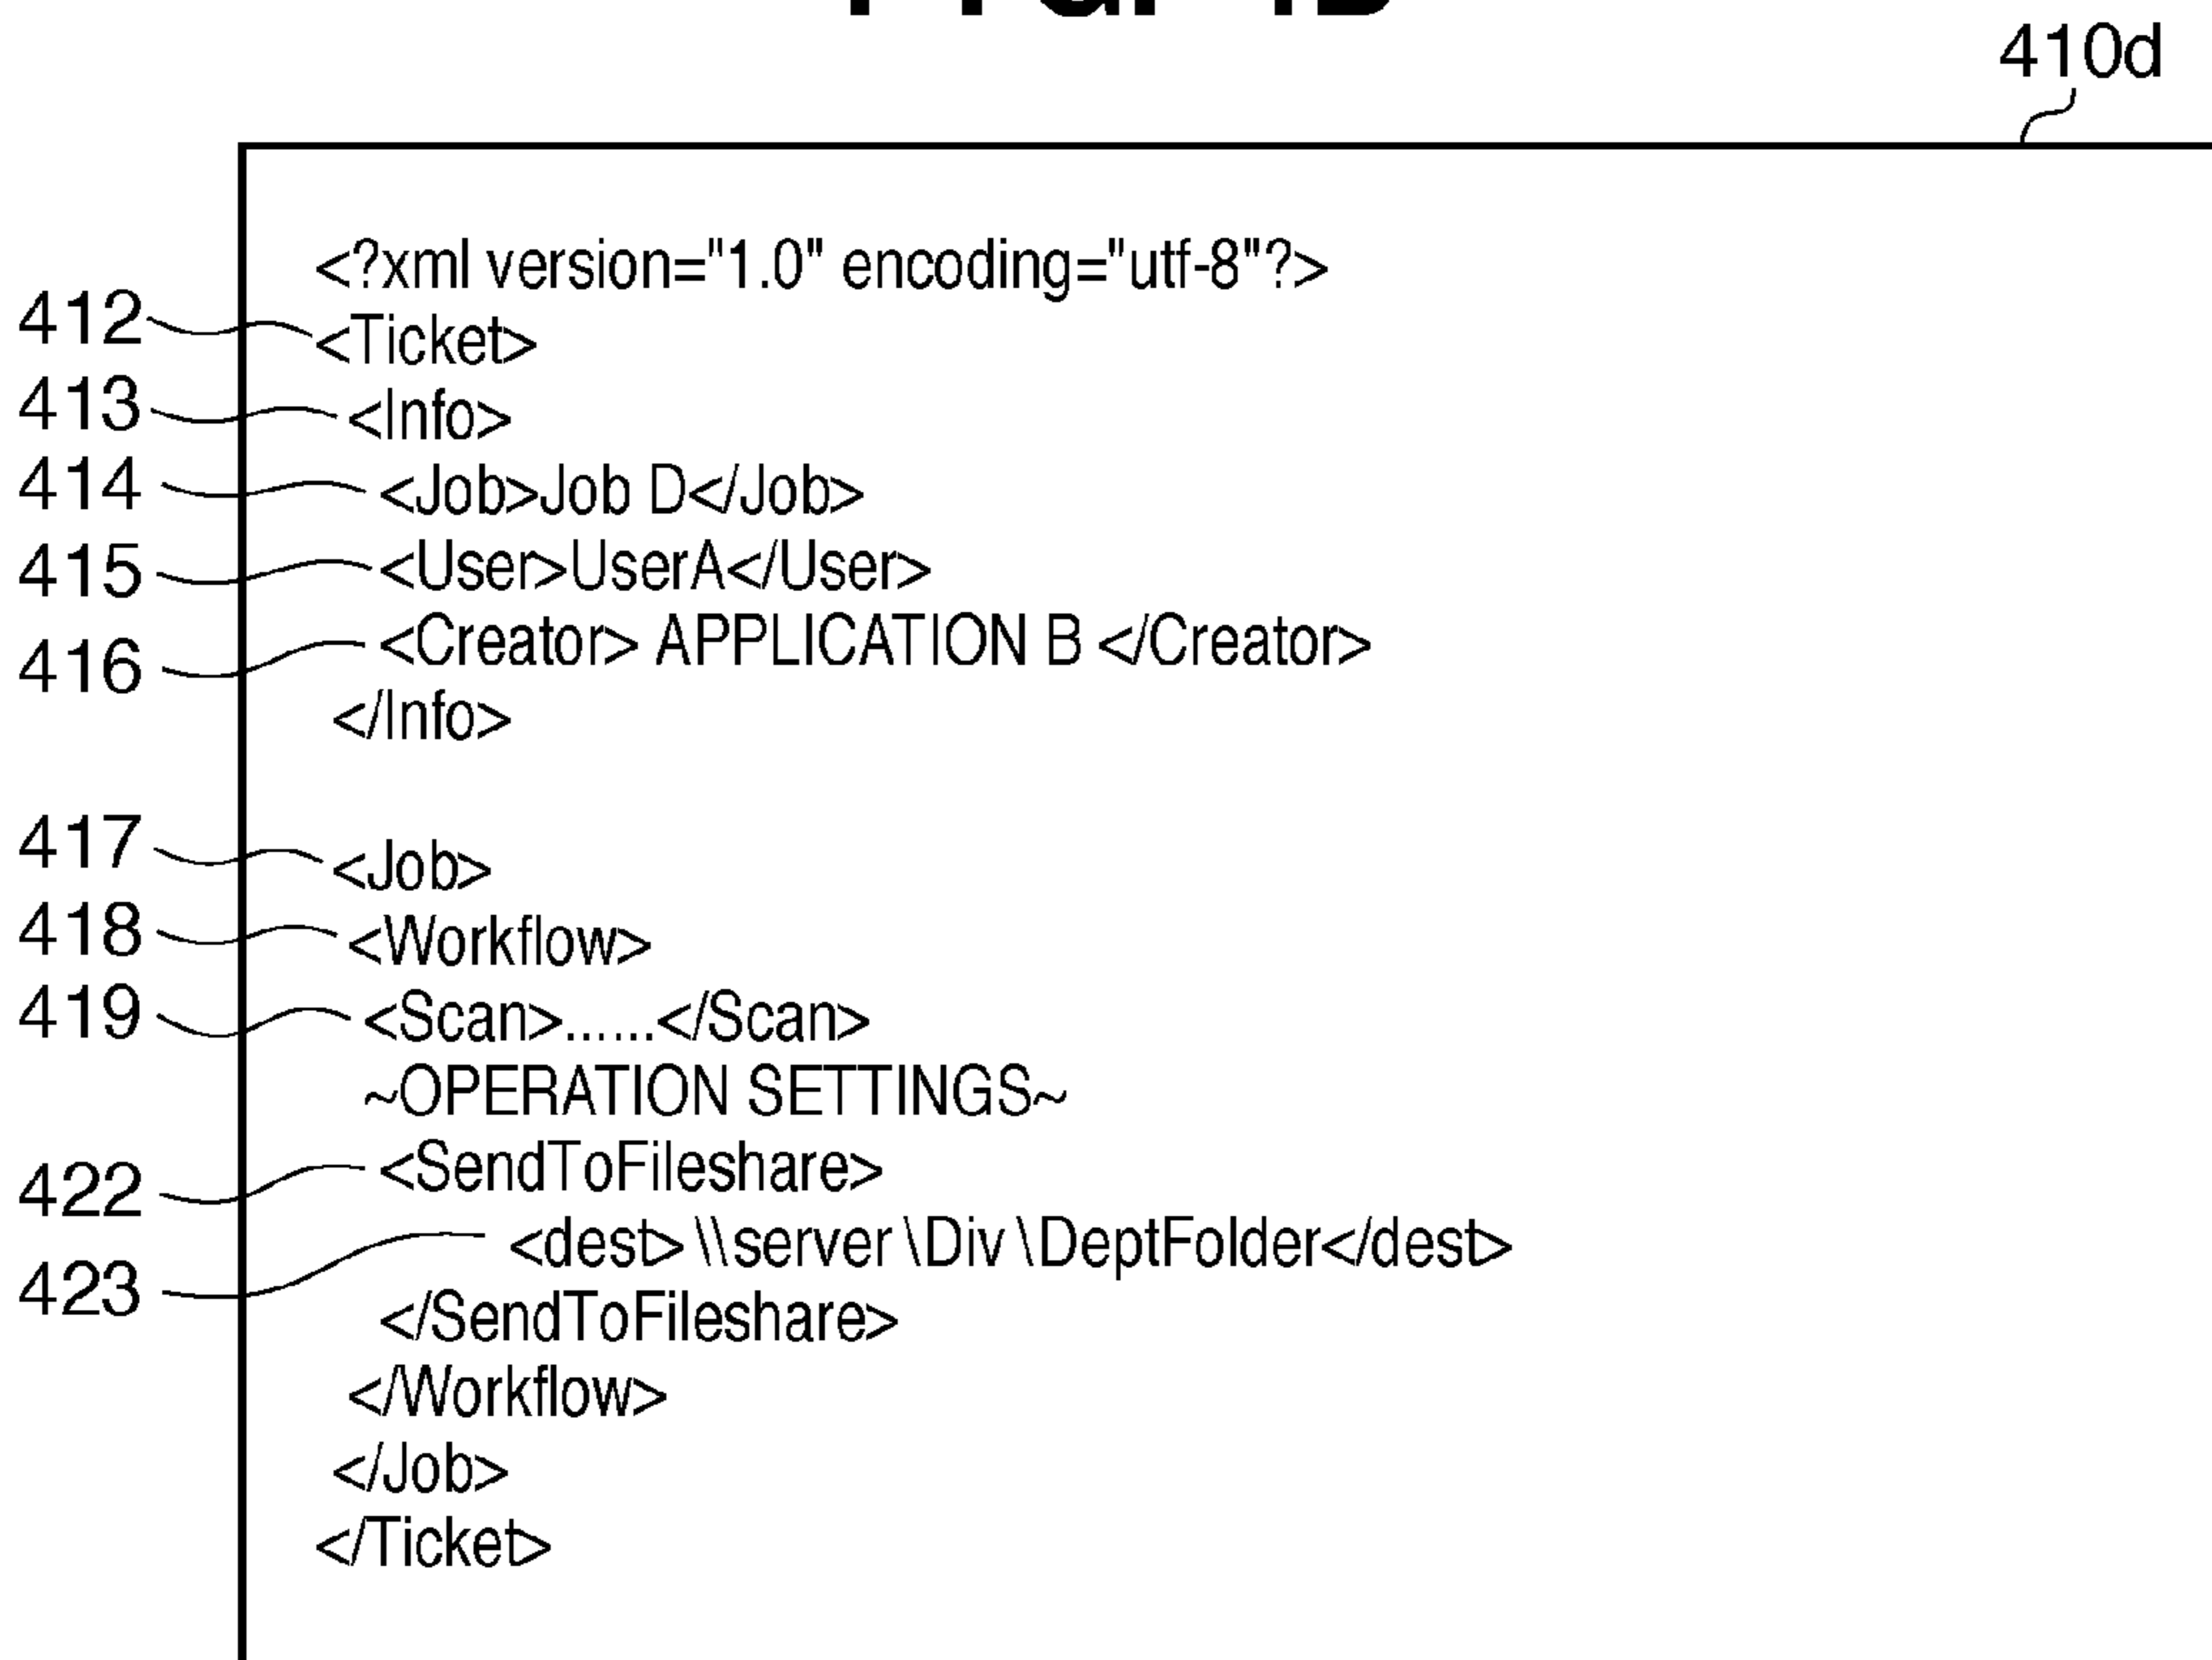 410d
<?xml version="1.0" encoding="utf-8"?>
412 <Ticket>
413 <Info>
414 <Job>Job D</Job>
415 <User>UserA</User>
416 <Creator> APPLICATION B </Creator>
</Info>
417 <Job>
418 <Workflow>
419 <Scan>......</Scan>
~OPERATION SETTINGS~
422 <SendToFileshare>
423 <dest>\\server\Div\DeptFolder</dest>
</SendToFileshare>
</Workflow>
</Job>
</Ticket>